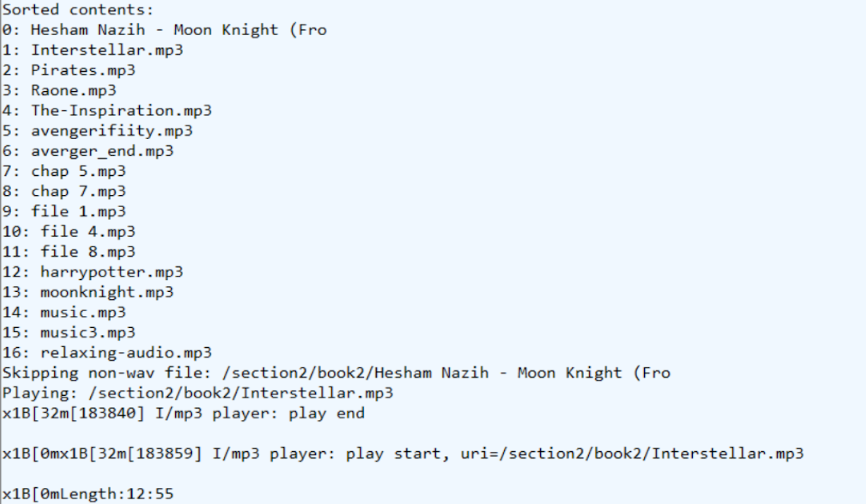 Sorted contents:
0: Hesham Nazih - Moon Knight (Fro
1: Interstellar.mp3
2: Pirates.mp3
3: Raone.mp3
4: The-Inspiration.mp3
5: avengerifiity.mp3
6: averger_end.mp3
7: chap 5.mp3
8: chap 7.mp3
9: file 1.mp3
10: file 4.mp3
11: file 8.mp3
12: harrypotter.mp3
13: moonknight.mp3
14: music.mp3
15: music3.mp3
16: relaxing-audio.mp3
Skipping non-wav file: /section2/book2/Hesham Nazih - Moon Knight (Fro
Playing: /section2/book2/Interstellar.mp3
x1B[32m[183840] I/mp3 player: play end
x1B[0mx1B[32m[183859] I/mp3 player: play start, uri=/section2/book2/Interstellar.mp3
x1B[0mLength:12:55